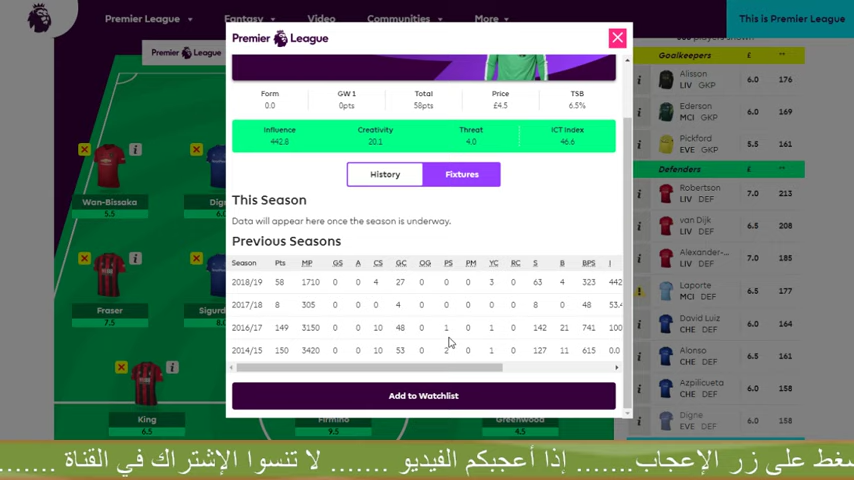 Premier League
Fantasy
Video
Communities
More
This is Premier League
Premier League
Premier League
Form
GW 1
Total
Price
TSB
0.0
0pts
58pts
£4.5
6.5%
Influence
Creativity
Threat
ICT Index
442.8
20.1
4.0
46.6
History
Fixtures
This Season
Data will appear here once the season is underway.
Previous Seasons
Season Pts MP GS A CS GC OG PS PM YC RC S B BPS I
2018/19 58 1710 0 0 4 27 0 0 0 3 0 63 4 323 442
2017/18 8 305 0 0 0 4 0 0 0 0 0 8 0 48 53.4
2016/17 149 3150 0 0 10 48 0 1 0 1 0 142 21 741 100
2014/15 150 3420 0 0 10 53 0 2 0 1 0 127 11 615 0.0
Add to Watchlist
Wan-Bissaka
5.5
Digu
Fraser
7.5
Sigurd
8.0
King
6.5
Firmino
9.5
Greenwood
4.5
Goalkeepers £ **
Alisson
LIV GKP
6.0 176
Ederson
MCI GKP
6.0 169
Pickford
EVE GKP
5.5 161
Defenders £ **
Robertson
LIV DEF
7.0 213
van Dijk
LIV DEF
6.5 208
Alexander-...
LIV DEF
7.0 185
Laporte
MCI DEF
6.5 177
David Luiz
CHE DEF
6.0 164
Alonso
CHE DEF
6.5 161
Azpilicueta
CHE DEF
6.0 158
Digne
EVE DEF
6.0 158
ضغط على زر الإعجاب....... إذا أعجبكم الفيديو ....... لا تنسوا الإشتراك في القناة .......